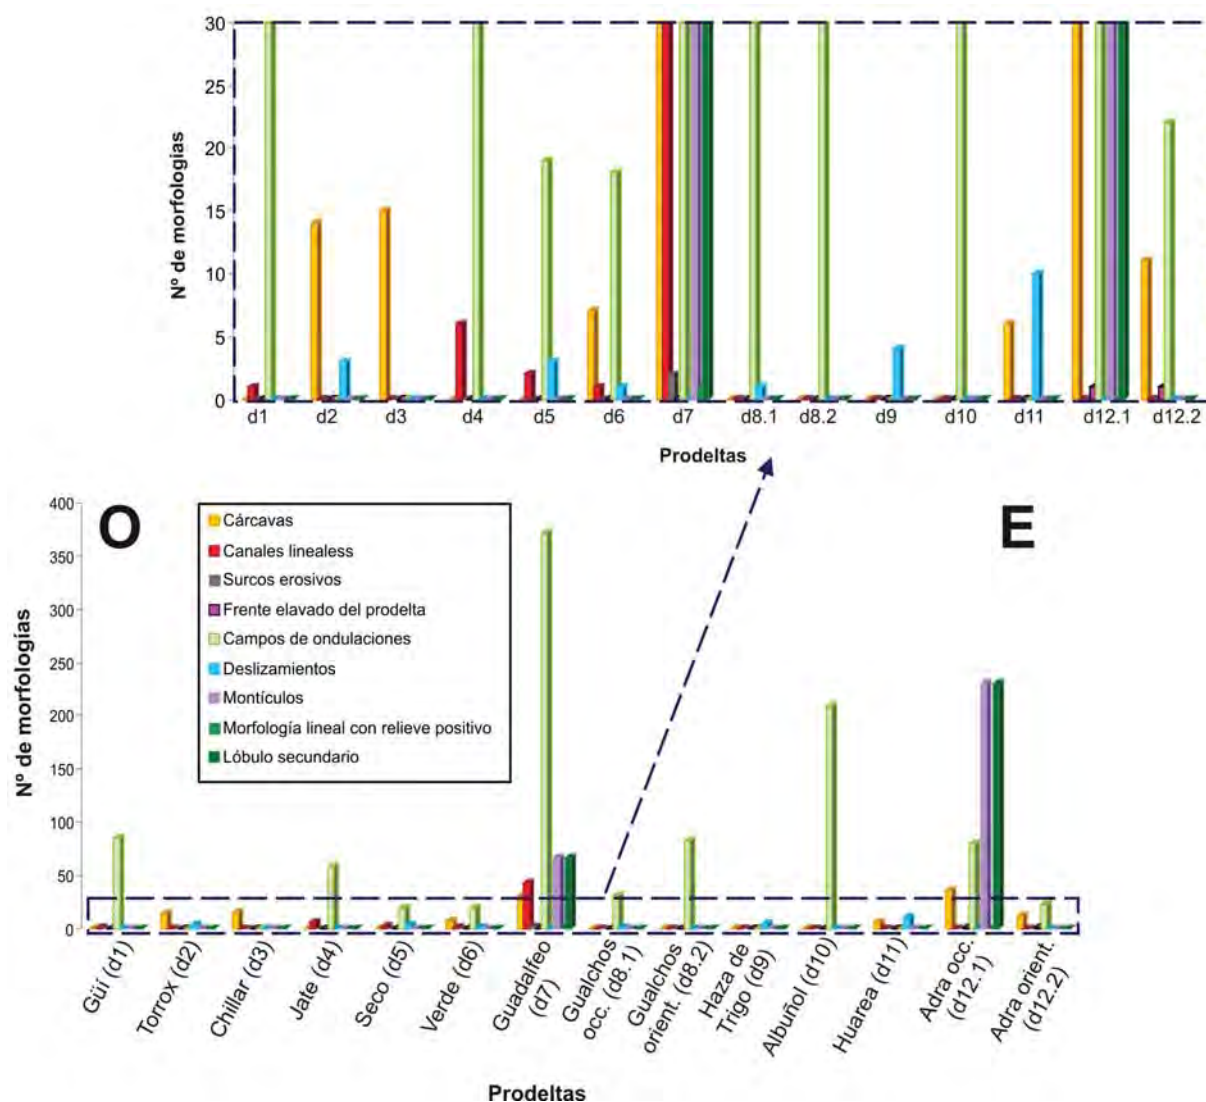 30
25
20
15
10
5
0
Nº de morfologías
d1 d2 d3 d4 d5 d6 d7 d8.1 d8.2 d9 d10 d11 d12.1 d12.2
Prodeltas
400
350
300
250
200
150
100
50
0
Nº de morfologías
O
E
Cárcavas
Canales linealess
Surcos erosivos
Frente elavado del prodelta
Campos de ondulaciones
Deslizamientos
Montículos
Morfología lineal con relieve positivo
Lóbulo secundario
Güí (d1)
Torrox (d2)
Chillar (d3)
Jate (d4)
Seco (d5)
Verde (d6)
Guadalfeo
(d7)
Gualchos
occ. (d8.1)
Gualchos
orient. (d8.2)
Haza de
Trigo (d9)
Albuñol (d10)
Huarea (d11)
Adra occ.
(d12.1)
Adra orient.
(d12.2)
Prodeltas